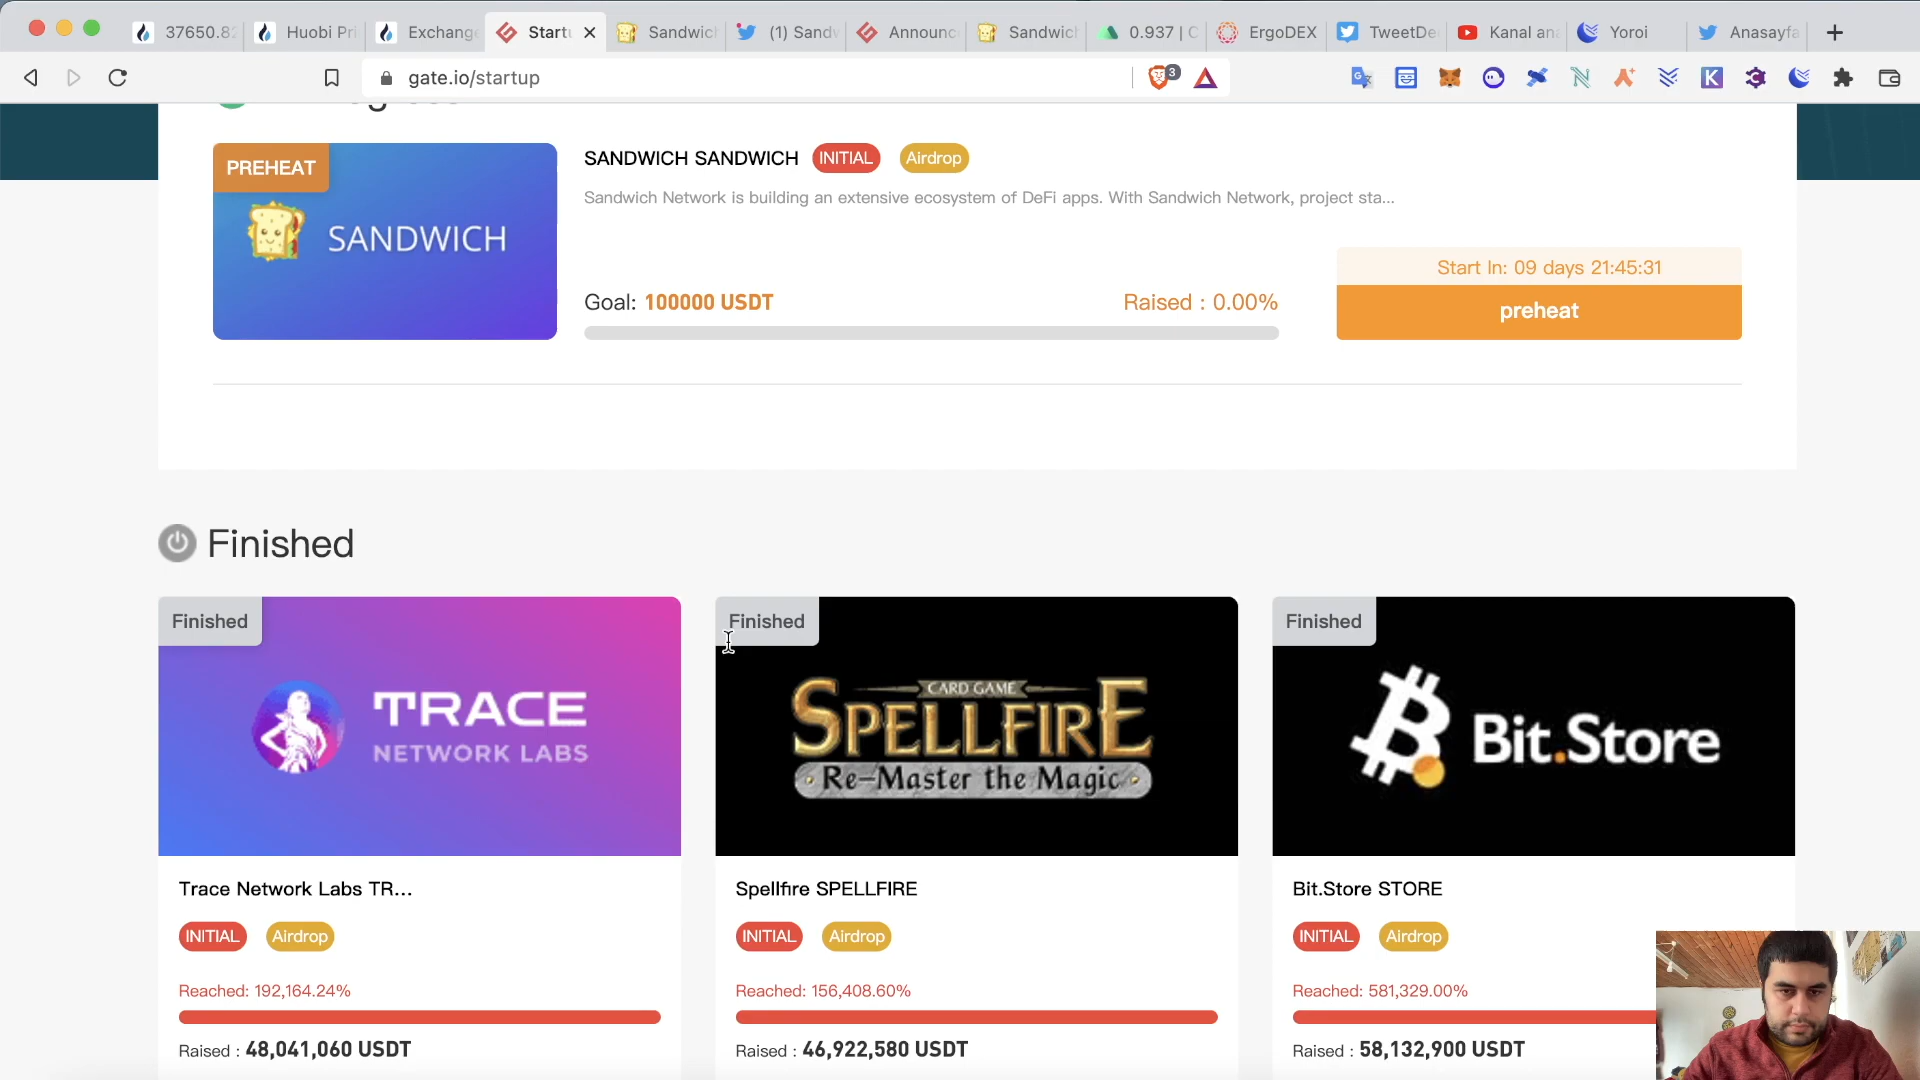 37650.8
Huobi Pri
Exchang
Start
Sandwic
(1) Sand
Announc
Sandwic
0.937 | C
ErgoDEX
TweetDe
Kanal an
Yoroi
Anasayfa
gate.io/startup
3
PREHEAT
SANDWICH
SANDWICH SANDWICH INITIAL Airdrop
Sandwich Network is building an extensive ecosystem of DeFi apps. With Sandwich Network, project sta...
Goal: 100000 USDT
Raised : 0.00%
Start In: 09 days 21:45:31
preheat
Finished
Finished
TRACE
NETWORK LABS
Trace Network Labs TR...
INITIAL Airdrop
Reached: 192,164.24%
Raised : 48,041,060 USDT
Finished
CARD GAME
SPELLFIRE
Re-Master the Magic
Spellfire SPELLFIRE
INITIAL Airdrop
Reached: 156,408.60%
Raised : 46,922,580 USDT
Finished
Bit.Store
Bit.Store STORE
INITIAL Airdrop
Reached: 581,329.00%
Raised : 58,132,900 USDT